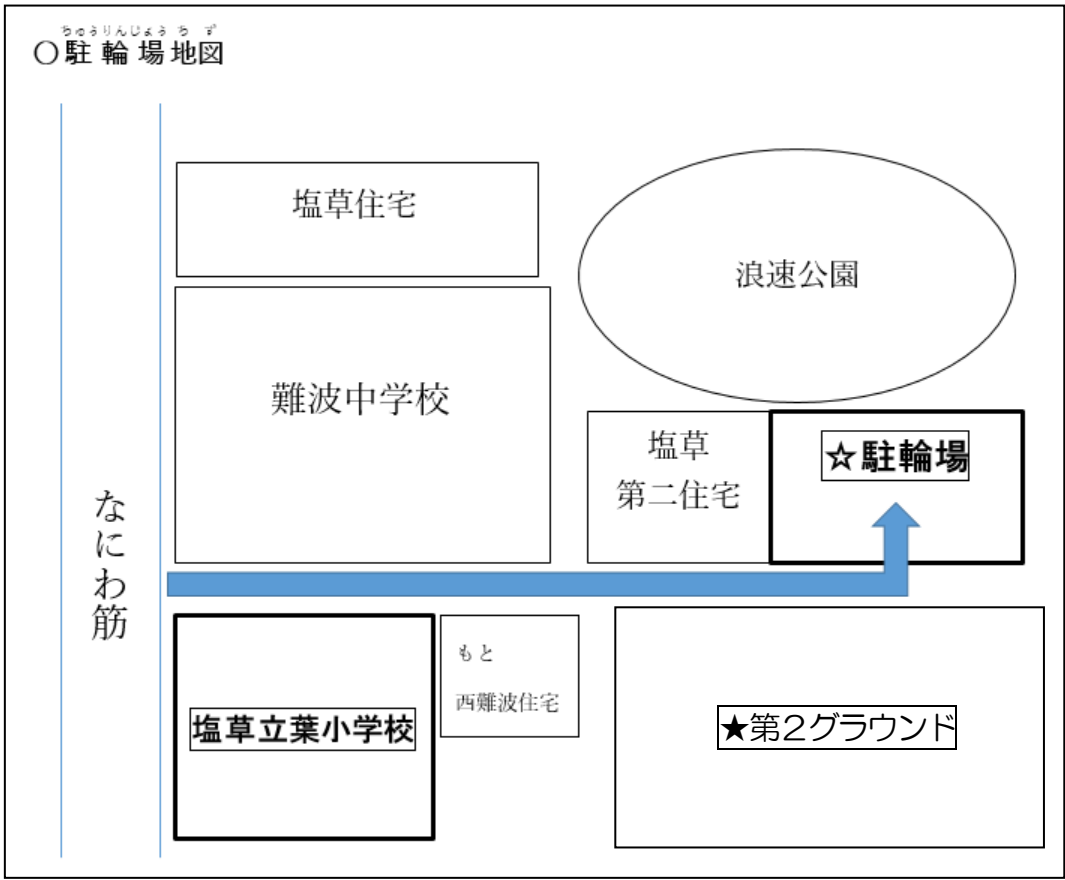 ちゅうりんじょう ち ず
〇駐輪場地図
塩草住宅
浪速公園
難波中学校
塩草
第二住宅
☆駐輪場
なにわ筋
もと
西難波住宅
塩草立葉小学校
★第２グラウンド